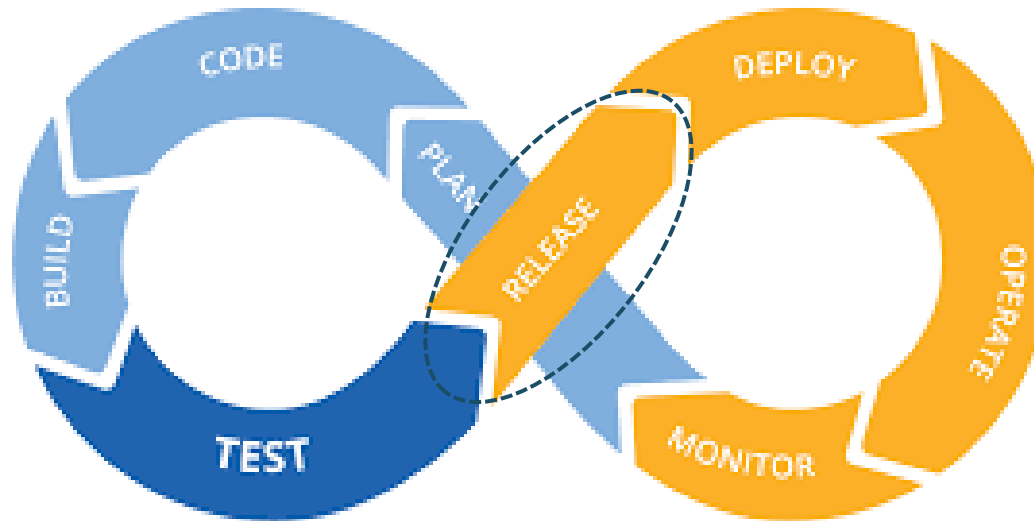 CODE
DEPLOY
PLAN
RELEASE
BUILD
OPERATE
TEST
MONITOR